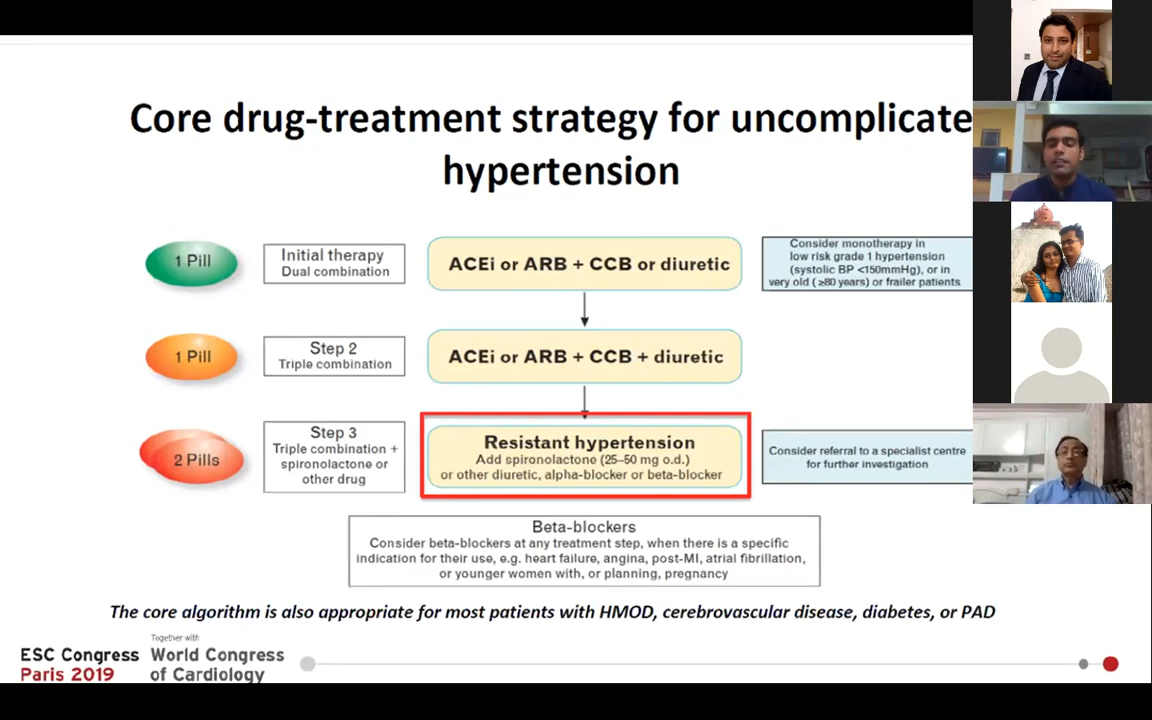 Core drug-treatment strategy for uncomplicate
hypertension
1 Pill
Initial therapy
Dual combination
ACEi or ARB + CCB or diuretic
Consider monotherapy in
low risk grade 1 hypertension
(systolic BP <150mmHg), or in
very old ( ≥80 years) or frailer patients
1 Pill
Step 2
Triple combination
ACEi or ARB + CCB + diuretic
2 Pills
Step 3
Triple combination +
spironolactone or
other drug
Resistant hypertension
Add spironolactone (25–50 mg o.d.)
or other diuretic, alpha-blocker or beta-blocker
Consider referral to a specialist centre
for further investigation
Beta-blockers
Consider beta-blockers at any treatment step, when there is a specific
indication for their use, e.g. heart failure, angina, post-MI, atrial fibrillation,
or younger women with, or planning, pregnancy
The core algorithm is also appropriate for most patients with HMOD, cerebrovascular disease, diabetes, or PAD
ESC Congress
Paris 2019
Together with
World Congress
of Cardiology